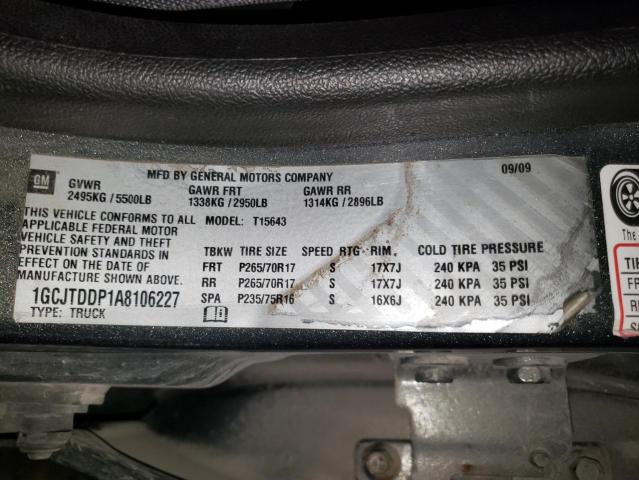 GM
MFD BY GENERAL MOTORS COMPANY 09/09
GVWR GAWR FRT GAWR RR
2495KG / 5500LB 1338KG / 2950LB 1314KG / 2896LB
THIS VEHICLE CONFORMS TO ALL MODEL: T15643
APPLICABLE FEDERAL MOTOR
VEHICLE SAFETY AND THEFT
PREVENTION STANDARDS IN
EFFECT ON THE DATE OF
MANUFACTURE SHOWN ABOVE.
TBKW TIRE SIZE SPEED RTG RIM COLD TIRE PRESSURE
FRT P265/70R17 S 17X7J 240 KPA 35 PSI
RR P265/70R17 S 17X7J 240 KPA 35 PSI
SPA P235/75R16 S 16X6J 240 KPA 35 PSI
1GCJTDDP1A8106227
TYPE: TRUCK
The